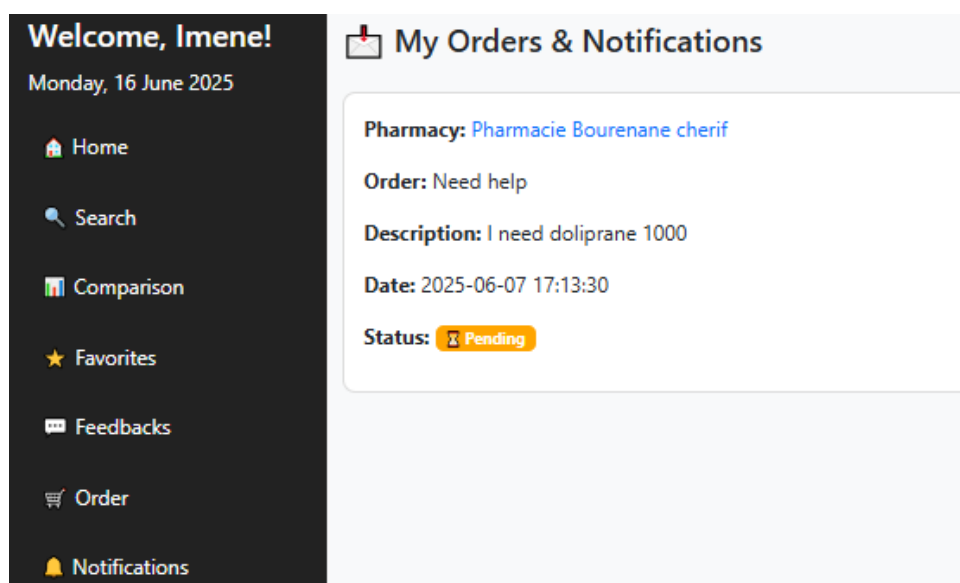 Welcome, Imene!
Monday, 16 June 2025
Home
Search
Comparison
Favorites
Feedbacks
Order
Notifications
My Orders & Notifications
Pharmacy: Pharmacie Bourenane cherif
Order: Need help
Description: I need doliprane 1000
Date: 2025-06-07 17:13:30
Status: Pending